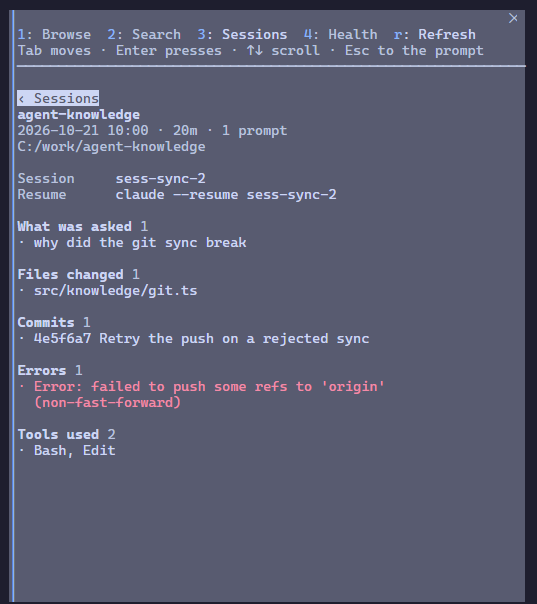 ×
1: Browse  2: Search  3: Sessions  4: Health  r: Refresh
Tab moves · Enter presses · ↑↓ scroll · Esc to the prompt
‹ Sessions
agent-knowledge
2026-10-21 10:00 · 20m · 1 prompt
C:/work/agent-knowledge
Session     sess-sync-2
Resume      claude --resume sess-sync-2
What was asked 1
· why did the git sync break
Files changed 1
· src/knowledge/git.ts
Commits 1
· 4e5f6a7 Retry the push on a rejected sync
Errors 1
· Error: failed to push some refs to 'origin'
  (non-fast-forward)
Tools used 2
· Bash, Edit